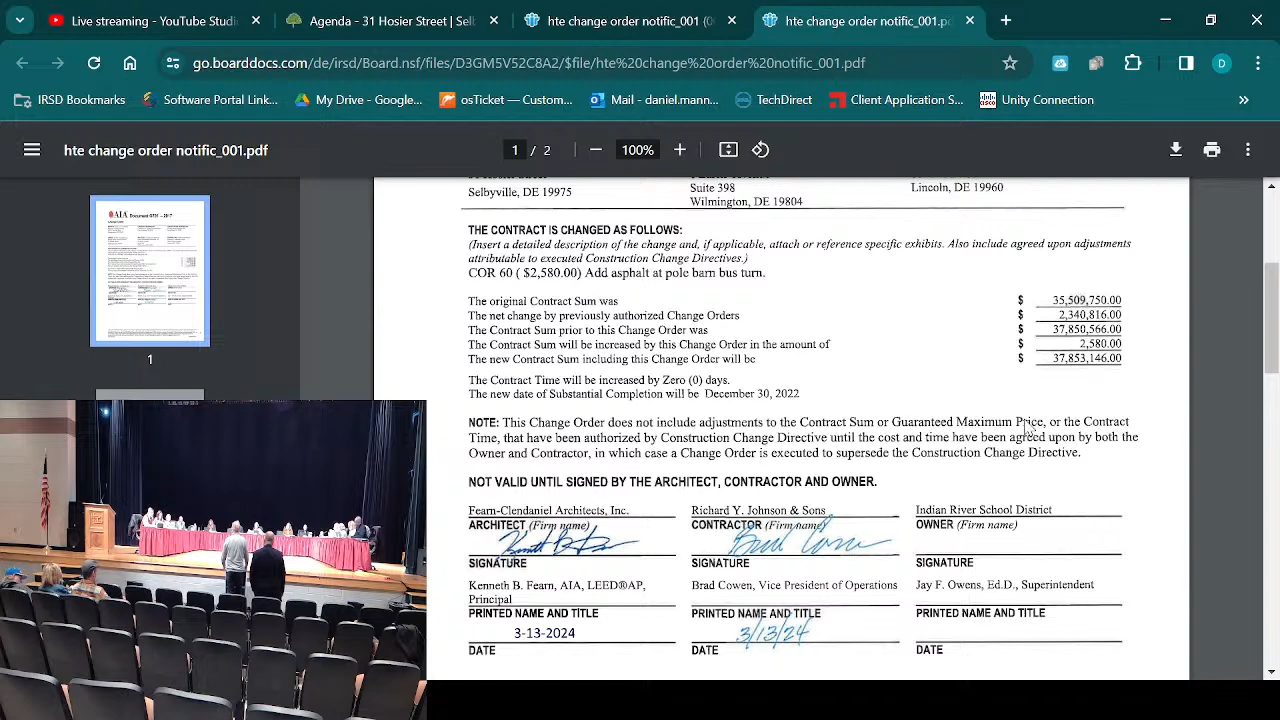 Live streaming - YouTube Studi
Agenda - 31 Hosier Street | Selb
hte change order notific_001 (0
hte change order notific_001.pd
go.boarddocs.com/de/irsd/Board.nsf/files/D3GM5V52C8A2/$file/hte%20change%20order%20notific_001.pdf
D
IRSD Bookmarks
Software Portal Link...
My Drive - Google...
osTicket — Custom...
Mail - daniel.mann...
TechDirect
Client Application S...
Unity Connection
hte change order notific_001.pdf
1 / 2
100%
Selbyville, DE 19975
Suite 398
Lincoln, DE 19960
Wilmington, DE 19804
AIA Document G701 – 2017
1
THE CONTRACT IS CHANGED AS FOLLOWS:
(Insert a detailed description of the change and, if applicable, attach or reference specific exhibits. Also include agreed upon adjustments
attributable to executed Construction Change Directives.)
COR 60 ( $2,580.00) Add asphalt at pole barn bus turn.
The original Contract Sum was $ 35,509,750.00
The net change by previously authorized Change Orders $ 2,340,816.00
The Contract Sum prior to this Change Order was $ 37,850,566.00
The Contract Sum will be increased by this Change Order in the amount of $ 2,580.00
The new Contract Sum including this Change Order will be $ 37,853,146.00
The Contract Time will be increased by Zero (0) days.
The new date of Substantial Completion will be December 30, 2022
NOTE: This Change Order does not include adjustments to the Contract Sum or Guaranteed Maximum Price, or the Contract
Time, that have been authorized by Construction Change Directive until the cost and time have been agreed upon by both the
Owner and Contractor, in which case a Change Order is executed to supersede the Construction Change Directive.
NOT VALID UNTIL SIGNED BY THE ARCHITECT, CONTRACTOR AND OWNER.
Fearn-Clendaniel Architects, Inc.
Richard Y. Johnson & Sons
Indian River School District
ARCHITECT (Firm name)
CONTRACTOR (Firm name)
OWNER (Firm name)
SIGNATURE
SIGNATURE
SIGNATURE
Kenneth B. Fearn, AIA, LEED®AP,
Principal
Brad Cowen, Vice President of Operations
Jay F. Owens, Ed.D., Superintendent
PRINTED NAME AND TITLE
PRINTED NAME AND TITLE
PRINTED NAME AND TITLE
3-13-2024
3/13/24
DATE
DATE
DATE